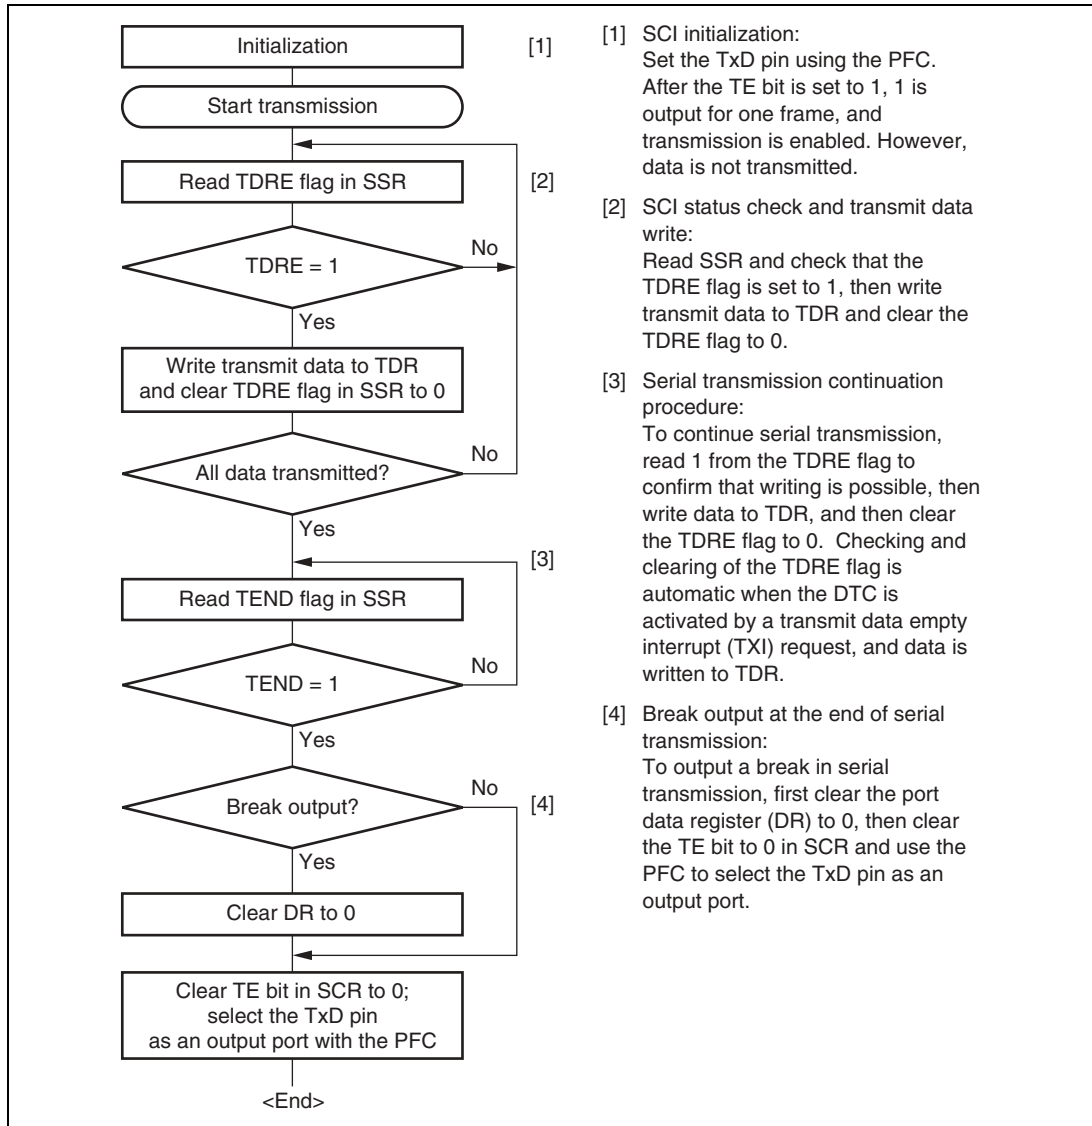 Initialization
[1]
Start transmission
Read TDRE flag in SSR
[2]
TDRE = 1
No
Yes
Write transmit data to TDR
and clear TDRE flag in SSR to 0
All data transmitted?
No
Yes
[3]
Read TEND flag in SSR
TEND = 1
No
Yes
Break output?
No
[4]
Yes
Clear DR to 0
Clear TE bit in SCR to 0;
select the TxD pin
as an output port with the PFC
<End>
[1] SCI initialization:
Set the TxD pin using the PFC.
After the TE bit is set to 1, 1 is
output for one frame, and
transmission is enabled. However,
data is not transmitted.
[2] SCI status check and transmit data
write:
Read SSR and check that the
TDRE flag is set to 1, then write
transmit data to TDR and clear the
TDRE flag to 0.
[3] Serial transmission continuation
procedure:
To continue serial transmission,
read 1 from the TDRE flag to
confirm that writing is possible, then
write data to TDR, and then clear
the TDRE flag to 0.  Checking and
clearing of the TDRE flag is
automatic when the DTC is
activated by a transmit data empty
interrupt (TXI) request, and data is
written to TDR.
[4] Break output at the end of serial
transmission:
To output a break in serial
transmission, first clear the port
data register (DR) to 0, then clear
the TE bit to 0 in SCR and use the
PFC to select the TxD pin as an
output port.